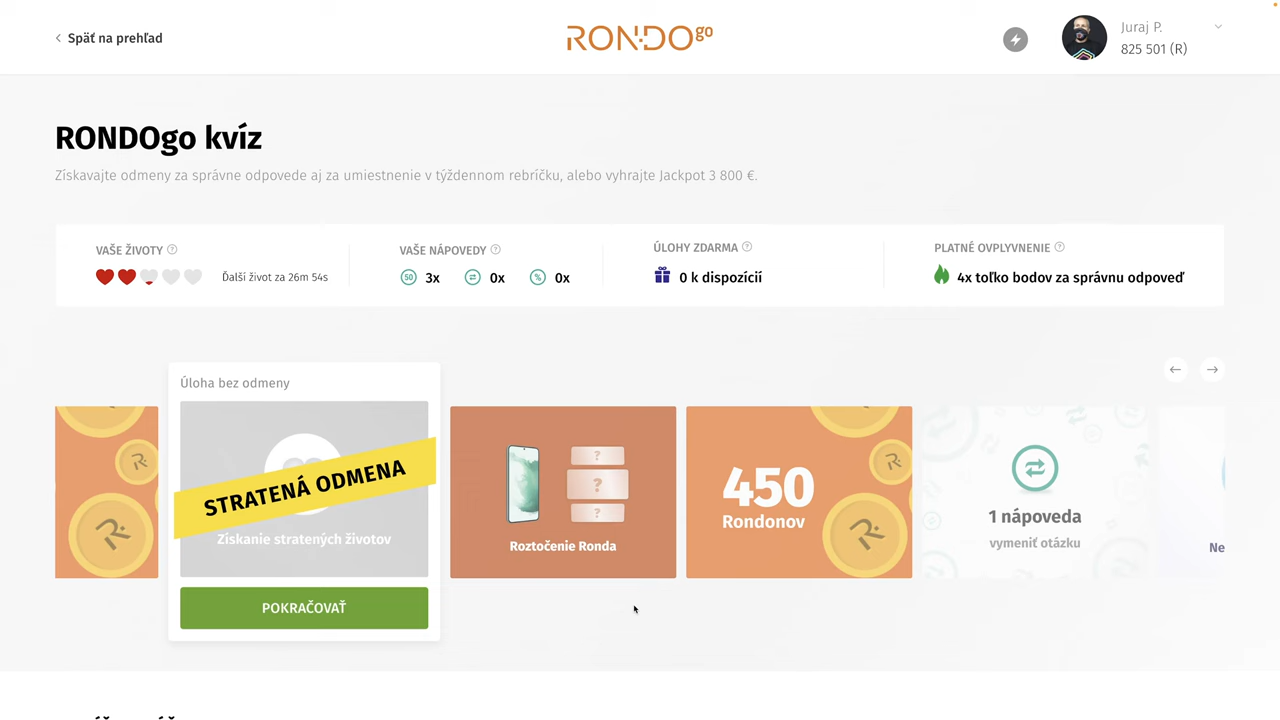 Späť na prehľad
RONDOgo
Juraj P.
825 501 (R)
RONDOgo kvíz
Získavajte odmeny za správne odpovede aj za umiestnenie v týždennom rebríčku, alebo vyhrajte Jackpot 3 800 €.
VAŠE ŽIVOTY ?
Ďalší život za 26m 54s
VAŠE NÁPOVEDY ?
50 3x
0x
% 0x
ÚLOHY ZDARMA ?
0 k dispozícií
PLATNÉ OVPLYVNENIE ?
4x toľko bodov za správnu odpoveď
Úloha bez odmeny
STRATENÁ ODMENA
Získanie stratených životov
POKRAČOVAŤ
?
?
?
Roztočenie Ronda
450
Rondonov
1 nápoveda
vymeniť otázku
Ne